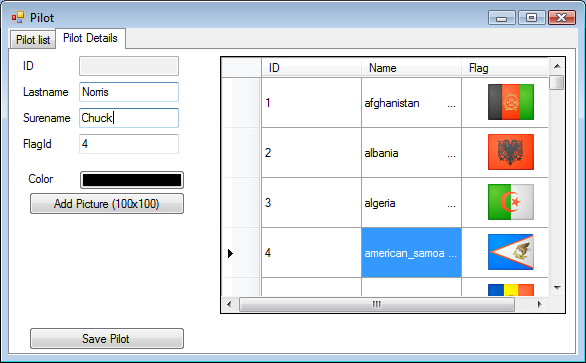 Pilot
Pilot list Pilot Details
ID
Lastname Norris
Surename Chuck
FlagId 4
Color
Add Picture (100x100)
Save Pilot
ID Name Flag
1 afghanistan ...
2 albania ...
3 algeria ...
4 american_samoa ...